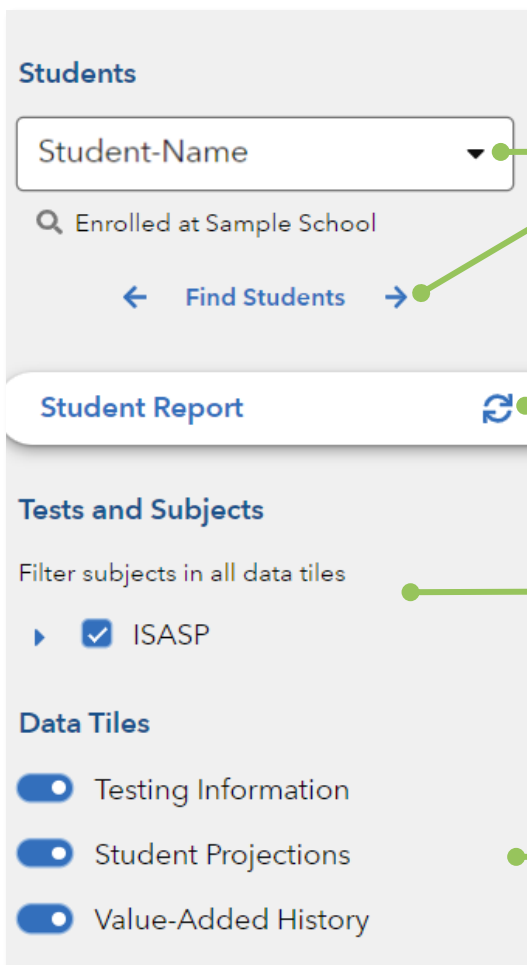 Students
Student-Name
Enrolled at Sample School
Find Students
Student Report
Tests and Subjects
Filter subjects in all data tiles
ISASP
Data Tiles
Testing Information
Student Projections
Value-Added History